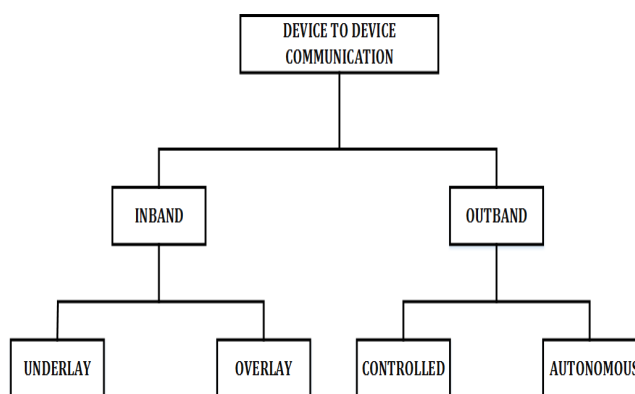 DEVICE TO DEVICE
COMMUNICATION
INBAND
OUTBAND
UNDERLAY
OVERLAY
CONTROLLED
AUTONOMOUS